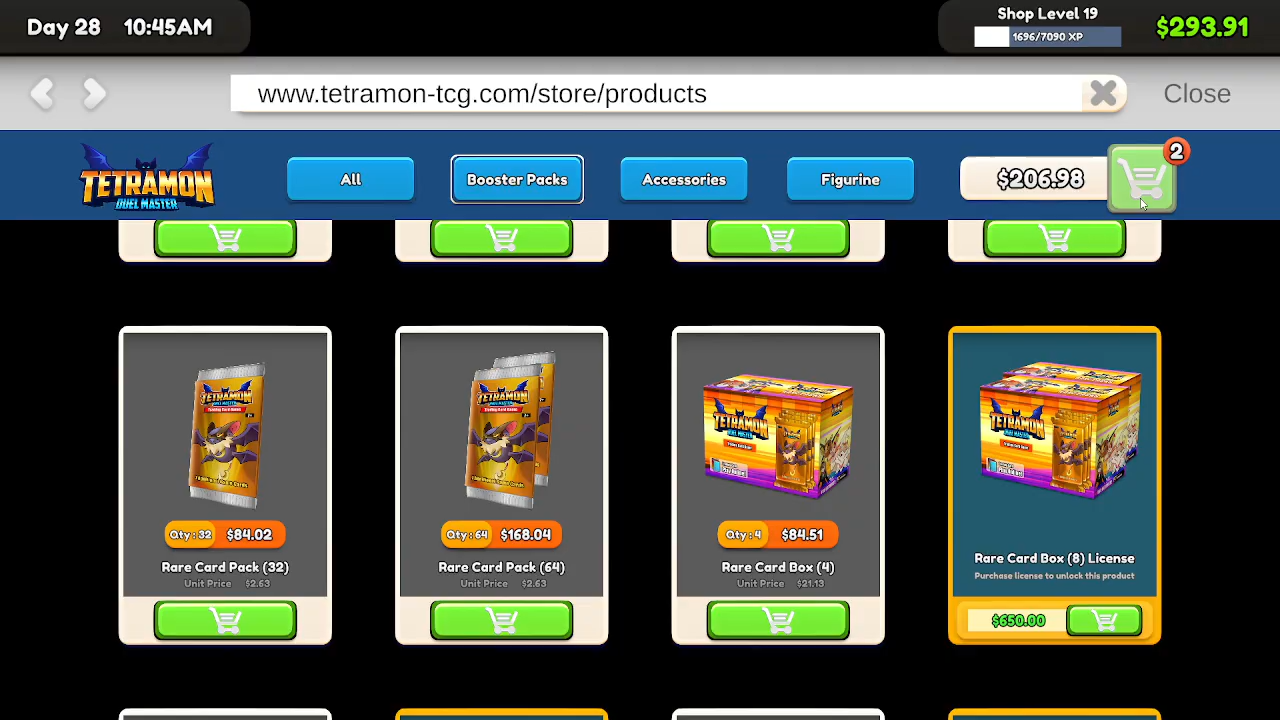 Day 28 10:45AM
Shop Level 19
1696/7090 XP
$293.91
www.tetramon-tcg.com/store/products
Close
TETRAMON
DUEL MASTER
All
Booster Packs
Accessories
Figurine
$206.98
2
TETRAMON
TETRAMON
TETRAMON
TETRAMON
Qty : 32 $84.02
Rare Card Pack (32)
Unit Price $2.63
Qty : 64 $168.04
Rare Card Pack (64)
Unit Price $2.63
Qty : 4 $84.51
Rare Card Box (4)
Unit Price $21.13
Rare Card Box (8) License
Purchase license to unlock this product
$650.00